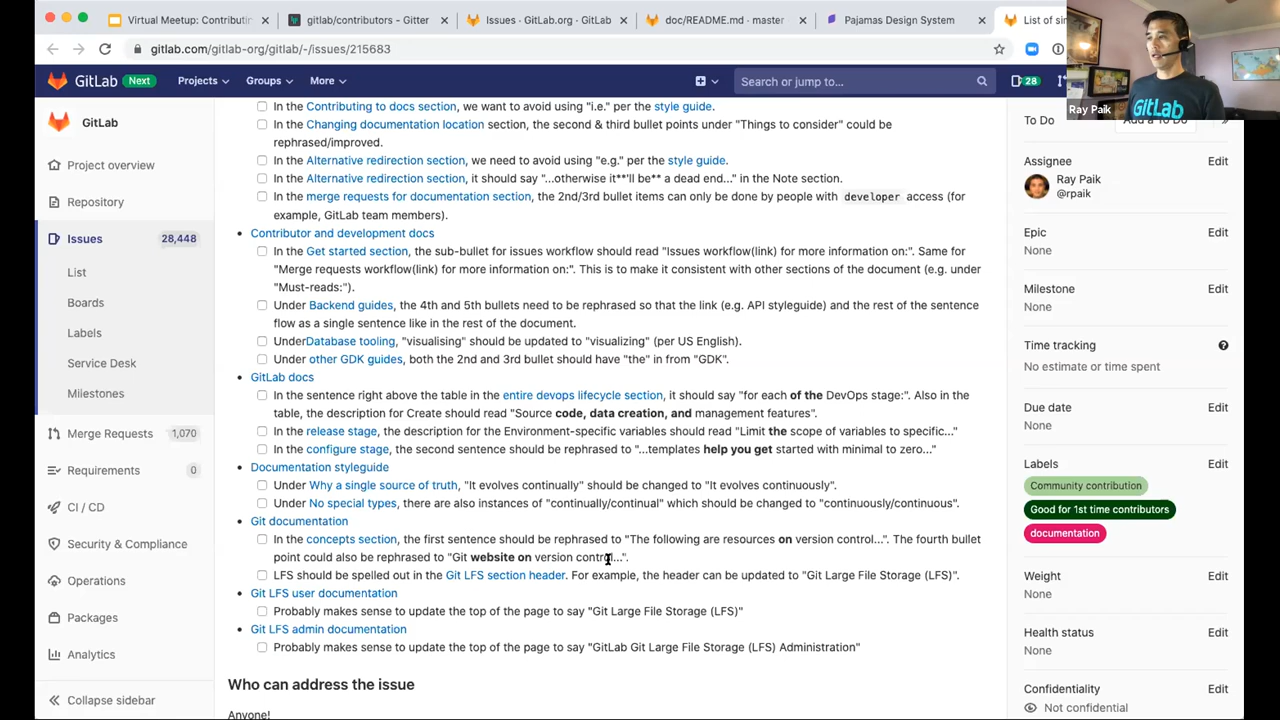 Virtual Meetup: Contributin
gitlab/contributors - Gitter
Issues · GitLab.org · GitLab
doc/README.md · master
Pajamas Design System
List of sim
gitlab.com/gitlab-org/gitlab/-/issues/215683
GitLab Next
Projects
Groups
More
Search or jump to...
28
Ray Paik
GitLab
GitLab
Project overview
Repository
Issues 28,448
List
Boards
Labels
Service Desk
Milestones
Merge Requests 1,070
Requirements 0
CI / CD
Security & Compliance
Operations
Packages
Analytics
Collapse sidebar
In the Contributing to docs section, we want to avoid using "i.e." per the style guide.
In the Changing documentation location section, the second & third bullet points under "Things to consider" could be
rephrased/improved.
In the Alternative redirection section, we need to avoid using "e.g." per the style guide.
In the Alternative redirection section, it should say "...otherwise it**'ll be** a dead end..." in the Note section.
In the merge requests for documentation section, the 2nd/3rd bullet items can only be done by people with developer access (for
example, GitLab team members).
Contributor and development docs
In the Get started section, the sub-bullet for issues workflow should read "Issues workflow(link) for more information on:". Same for
"Merge requests workflow(link) for more information on:". This is to make it consistent with other sections of the document (e.g. under
"Must-reads:").
Under Backend guides, the 4th and 5th bullets need to be rephrased so that the link (e.g. API styleguide) and the rest of the sentence
flow as a single sentence like in the rest of the document.
UnderDatabase tooling, "visualising" should be updated to "visualizing" (per US English).
Under other GDK guides, both the 2nd and 3rd bullet should have "the" in from "GDK".
GitLab docs
In the sentence right above the table in the entire devops lifecycle section, it should say "for each of the DevOps stage:". Also in the
table, the description for Create should read "Source code, data creation, and management features".
In the release stage, the description for the Environment-specific variables should read "Limit the scope of variables to specific..."
In the configure stage, the second sentence should be rephrased to "...templates help you get started with minimal to zero..."
Documentation styleguide
Under Why a single source of truth, "It evolves continually" should be changed to "It evolves continuously".
Under No special types, there are also instances of "continually/continual" which should be changed to "continuously/continuous".
Git documentation
In the concepts section, the first sentence should be rephrased to "The following are resources on version control...". The fourth bullet
point could also be rephrased to "Git website on version control...".
LFS should be spelled out in the Git LFS section header. For example, the header can be updated to "Git Large File Storage (LFS)".
Git LFS user documentation
Probably makes sense to update the top of the page to say "Git Large File Storage (LFS)"
Git LFS admin documentation
Probably makes sense to update the top of the page to say "GitLab Git Large File Storage (LFS) Administration"
Who can address the issue
Anyone!
To Do
Add a To Do
Assignee Edit
Ray Paik
@rpaik
Epic Edit
None
Milestone Edit
None
Time tracking
No estimate or time spent
Due date Edit
None
Labels Edit
Community contribution
Good for 1st time contributors
documentation
Weight Edit
None
Health status Edit
None
Confidentiality Edit
Not confidential